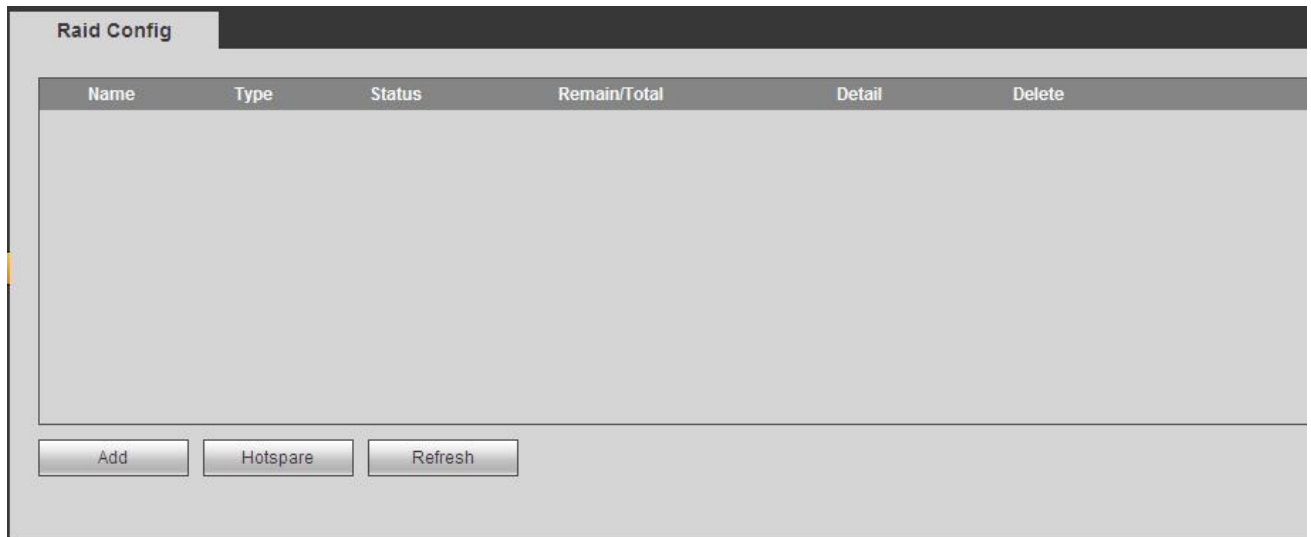 Raid Config
Name Type Status Remain/Total Detail Delete
Add Hotspare Refresh